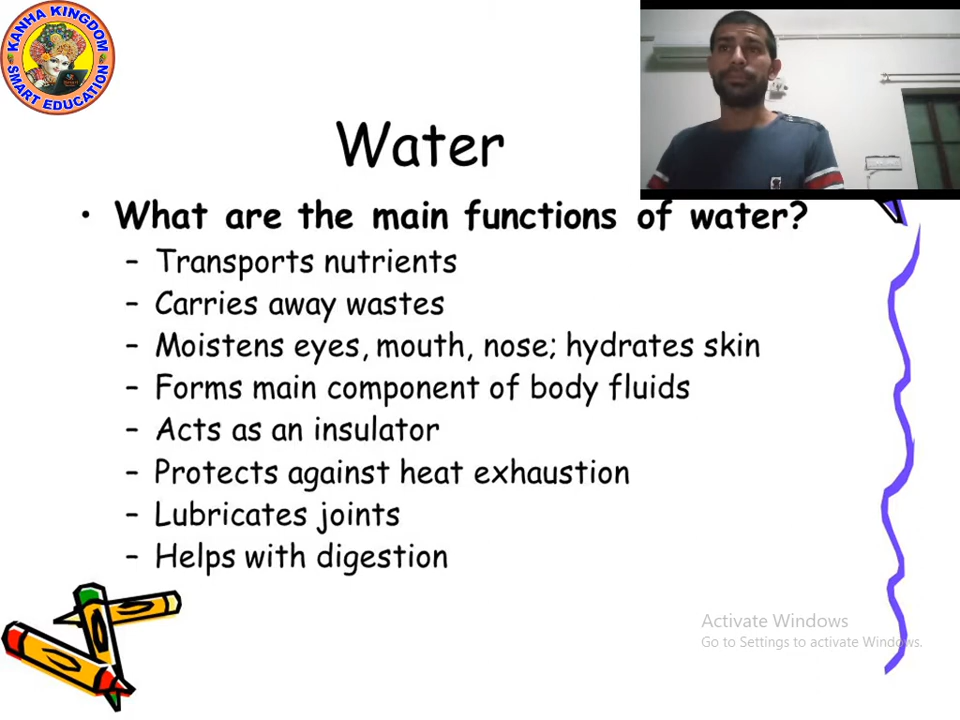 KANHA KINGDOM
SMART EDUCATION
Water
• What are the main functions of water?
– Transports nutrients
– Carries away wastes
– Moistens eyes, mouth, nose; hydrates skin
– Forms main component of body fluids
– Acts as an insulator
– Protects against heat exhaustion
– Lubricates joints
– Helps with digestion
Activate Windows
Go to Settings to activate Windows.